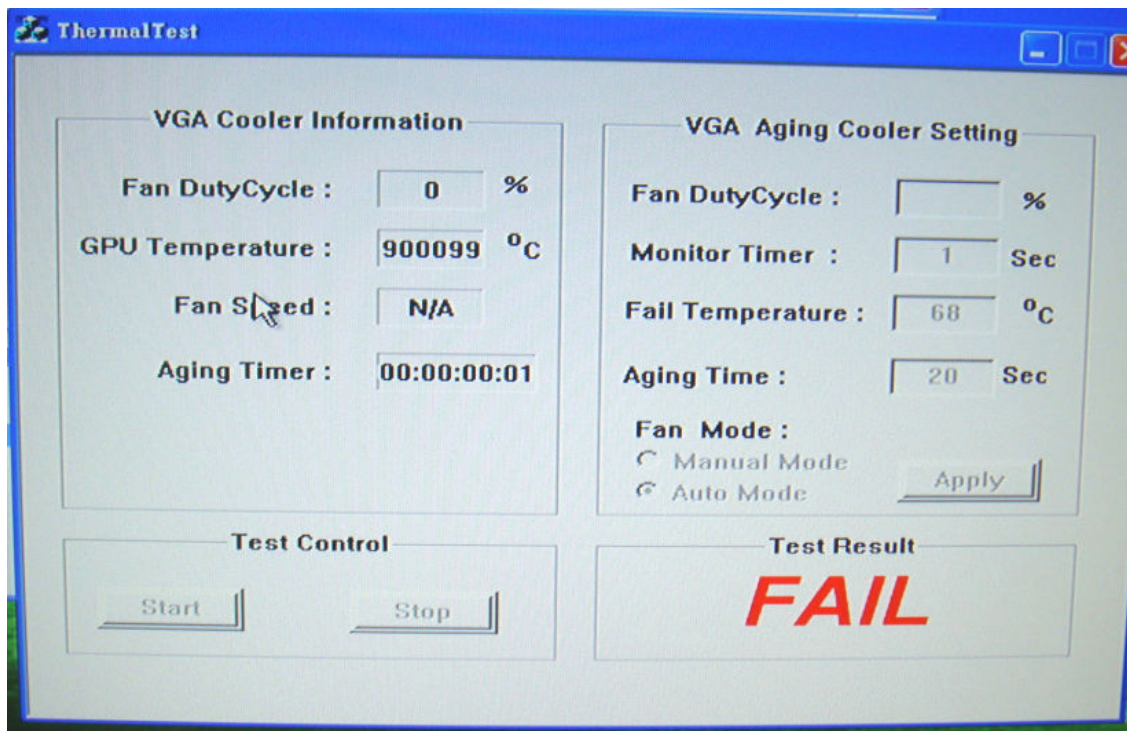 ThermalTest
VGA Cooler Information
Fan DutyCycle : 0 %
GPU Temperature : 900099 °C
Fan Speed : N/A
Aging Timer : 00:00:00:01
VGA Aging Cooler Setting
Fan DutyCycle : %
Monitor Timer : 1 Sec
Fail Temperature : 68 °C
Aging Time : 20 Sec
Fan Mode :
Manual Mode
Auto Mode
Apply
Test Control
Start
Stop
Test Result
FAIL